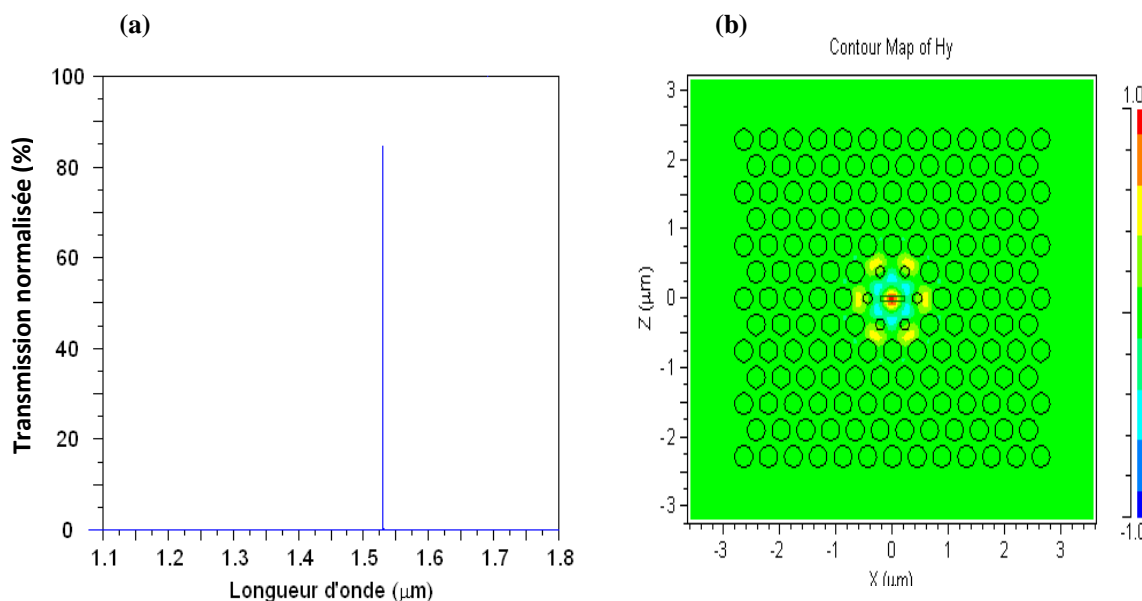 (a)
Transmission normalisée (%)
100
80
60
40
20
0
1.1 1.2 1.3 1.4 1.5 1.6 1.7 1.8
Longueur d'onde (μm)
(b)
Contour Map of Hy
Z (μm)
3
2
1
0
-1
-2
-3
-3 -2 -1 0 1 2 3
X (μm)
1.0
-1.0